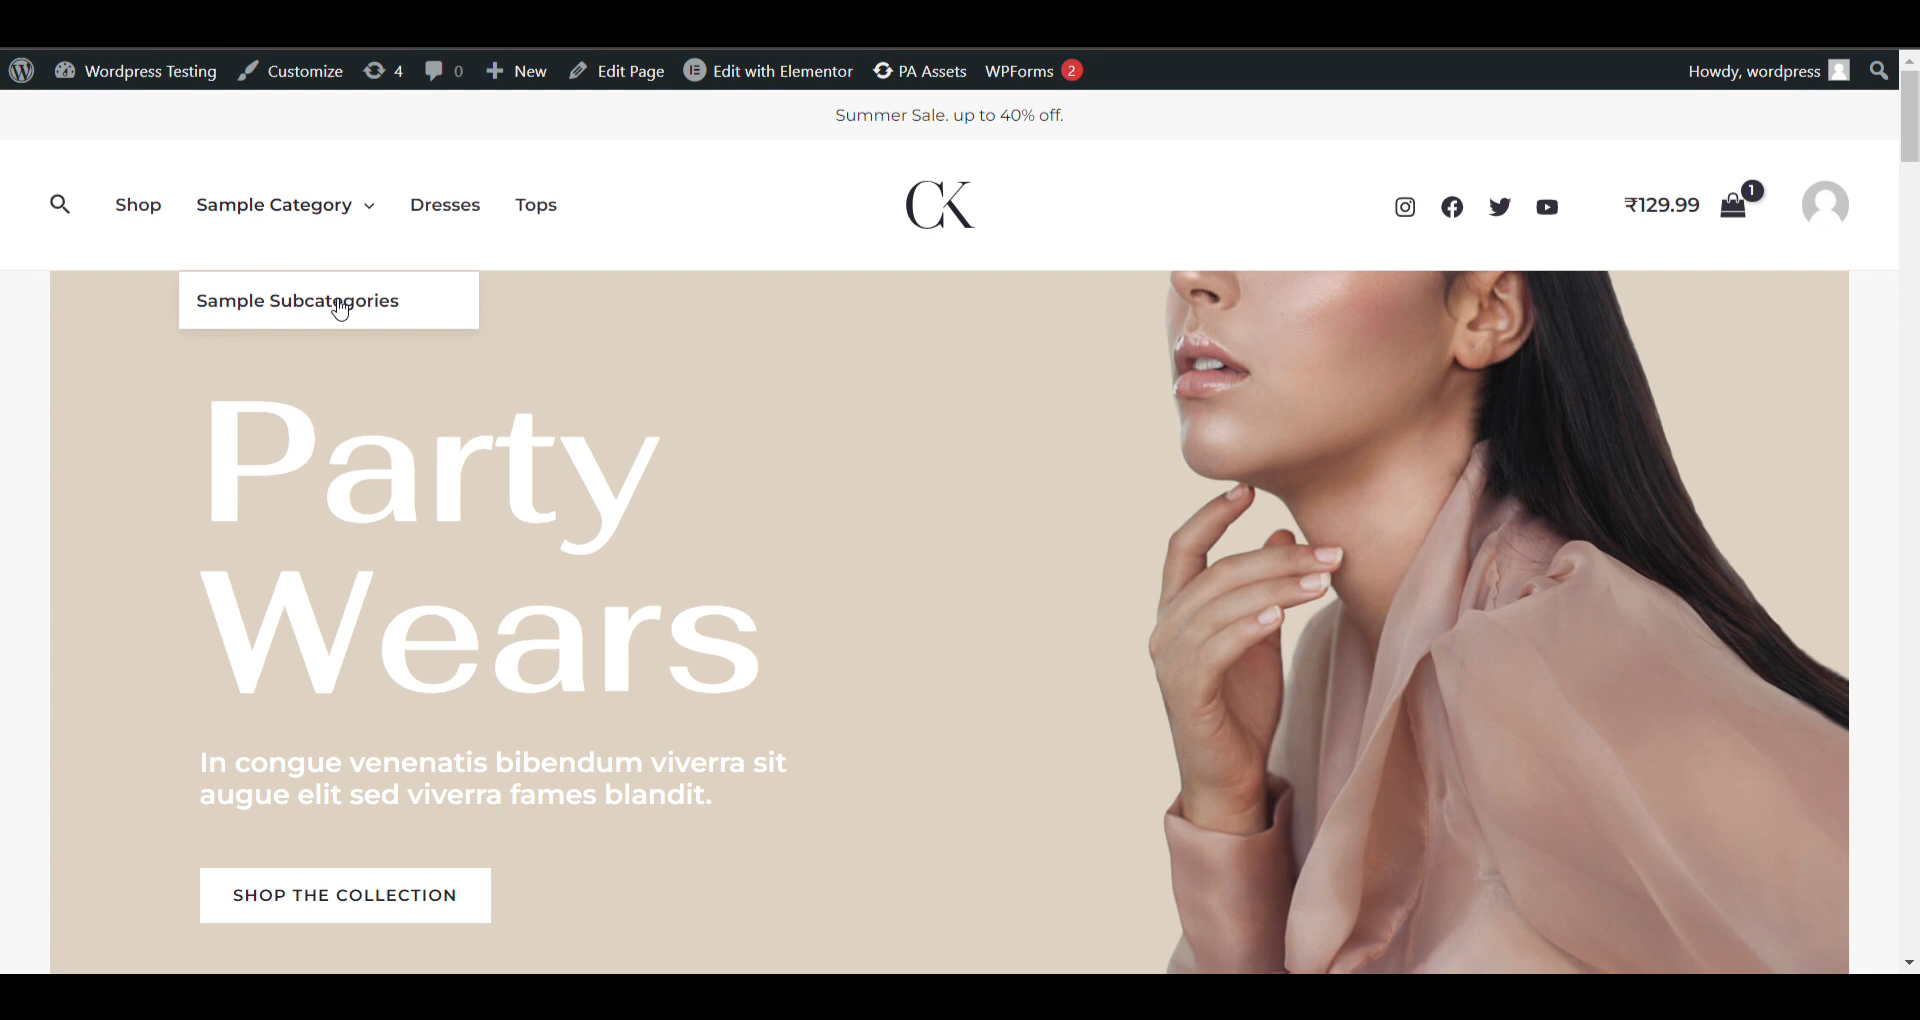 Wordpress Testing Customize 4 0 New Edit Page Edit with Elementor PA Assets WPForms 2 Howdy, wordpress
Summer Sale. up to 40% off.
Shop Sample Category Dresses Tops CK ₹129.99 1
Sample Subcategories
Party
Wears
In congue venenatis bibendum viverra sit
augue elit sed viverra fames blandit.
SHOP THE COLLECTION